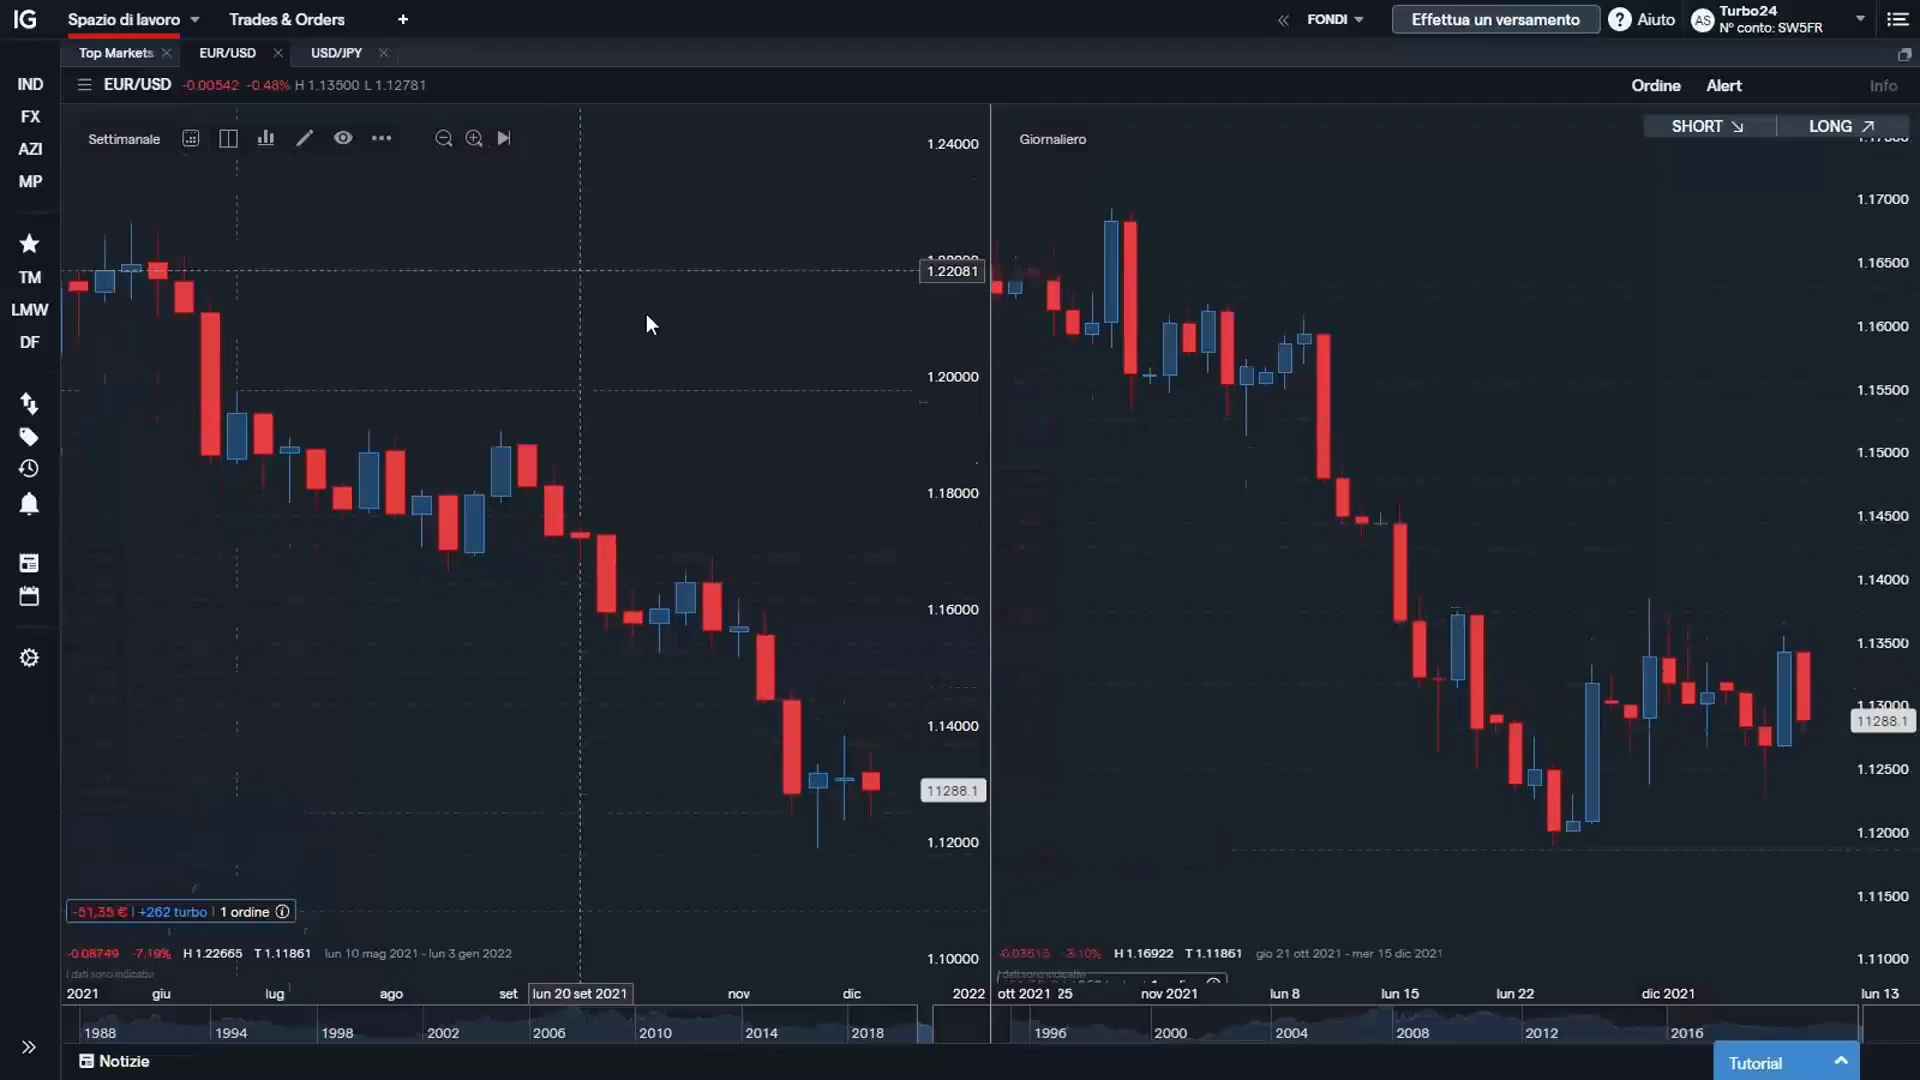 IG Spazio di lavoro Trades & Orders + FONDI Effettua un versamento ? Aiuto AS Turbo24
N° conto: SW5FR
Top Markets EUR/USD USD/JPY
EUR/USD -0.00542 -0.48% H 1.13500 L 1.12781 Ordine Alert Info
IND
FX
AZI
MP
TM
LMW
DF
Settimanale
1.24000
1.22081
1.20000
1.18000
1.16000
1.14000
11288.1
1.12000
1.10000
-51,35 € | +262 turbo | 1 ordine
-0.08749 -7.19% H 1.22665 T 1.11861 lun 10 mag 2021 - lun 3 gen 2022
I dati sono indicativi
2021 giu lug ago set lun 20 set 2021 nov dic 2022
1988 1994 1998 2002 2006 2010 2014 2018
Giornaliero
SHORT LONG
1.17000
1.16500
1.16000
1.15500
1.15000
1.14500
1.14000
1.13500
1.13000
11288.1
1.12500
1.12000
1.11500
1.11000
-0.03515 -3.10% H 1.16922 T 1.11861 gio 21 ott 2021 - mer 15 dic 2021
I dati sono indicativi
ott 2021 25 nov 2021 lun 8 lun 15 lun 22 dic 2021 lun 13
1996 2000 2004 2008 2012 2016
Notizie
Tutorial